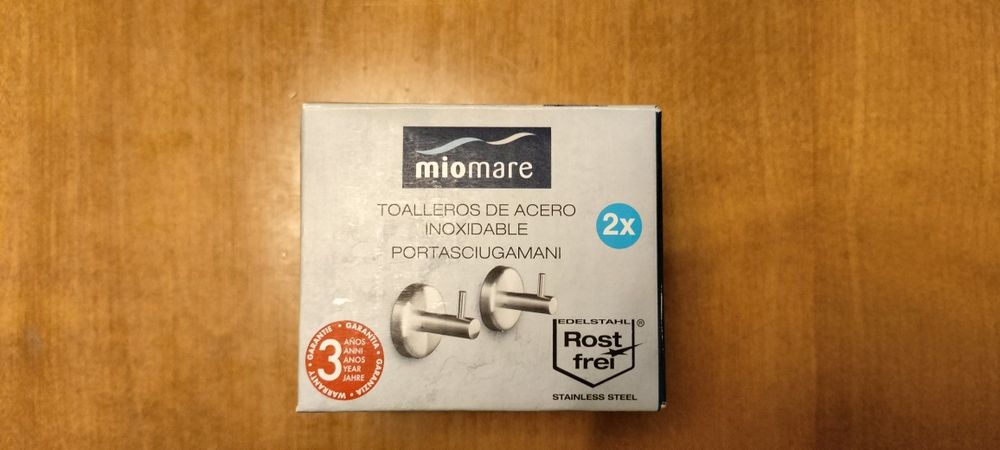 miomare
TOALLEROS DE ACERO
INOXIDABLE
PORTASCIUGAMANI
2x
GARANTIE • GARANTIA • GARANZIA • WARRANTY •
3
AÑOS
ANNI
ANOS
YEAR
JAHRE
EDELSTAHL ®
Rost
frei
STAINLESS STEEL